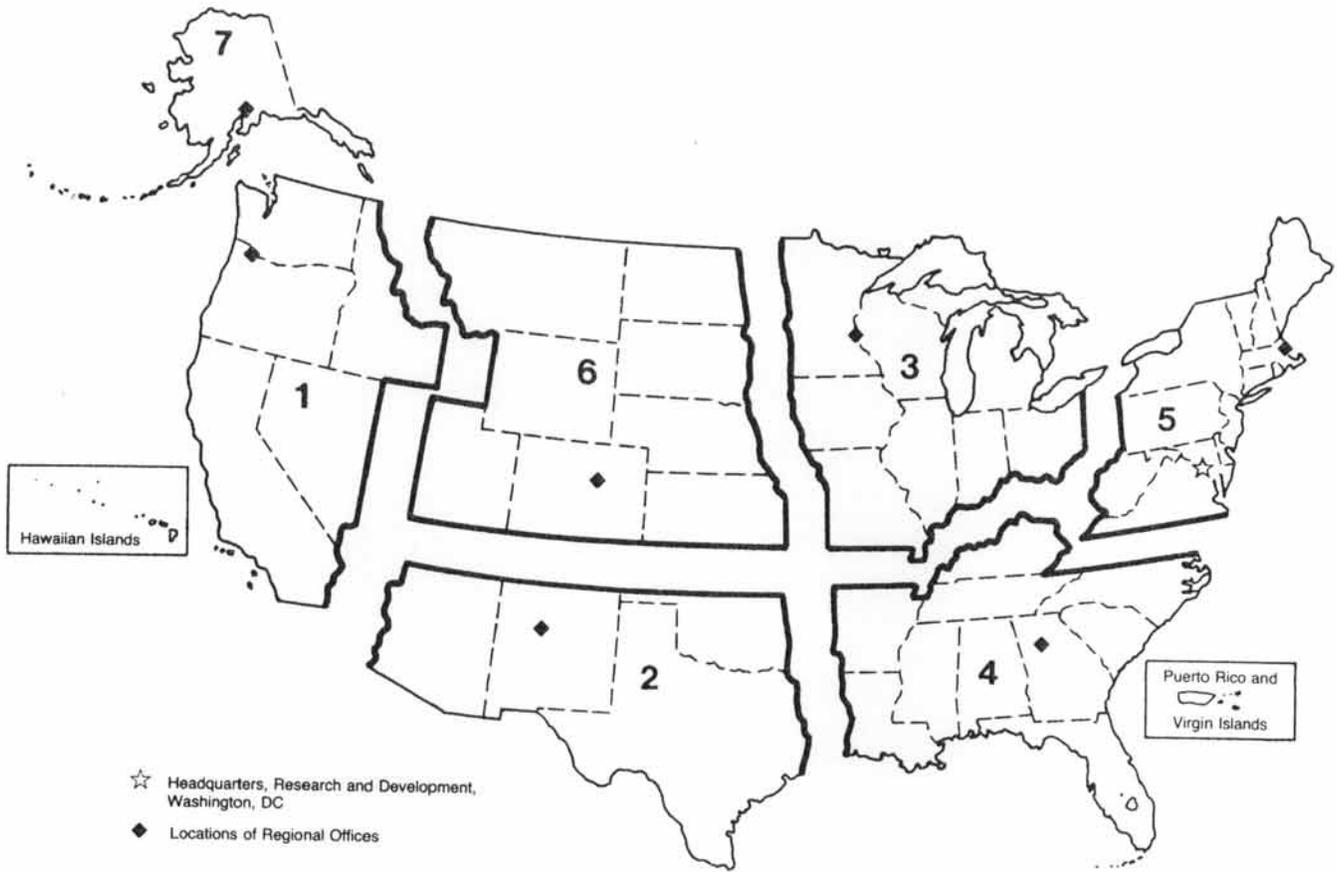 7
6
3
1
5
Hawaiian Islands
2
4
Puerto Rico and
Virgin Islands
Headquarters, Research and Development,
Washington, DC
Locations of Regional Offices